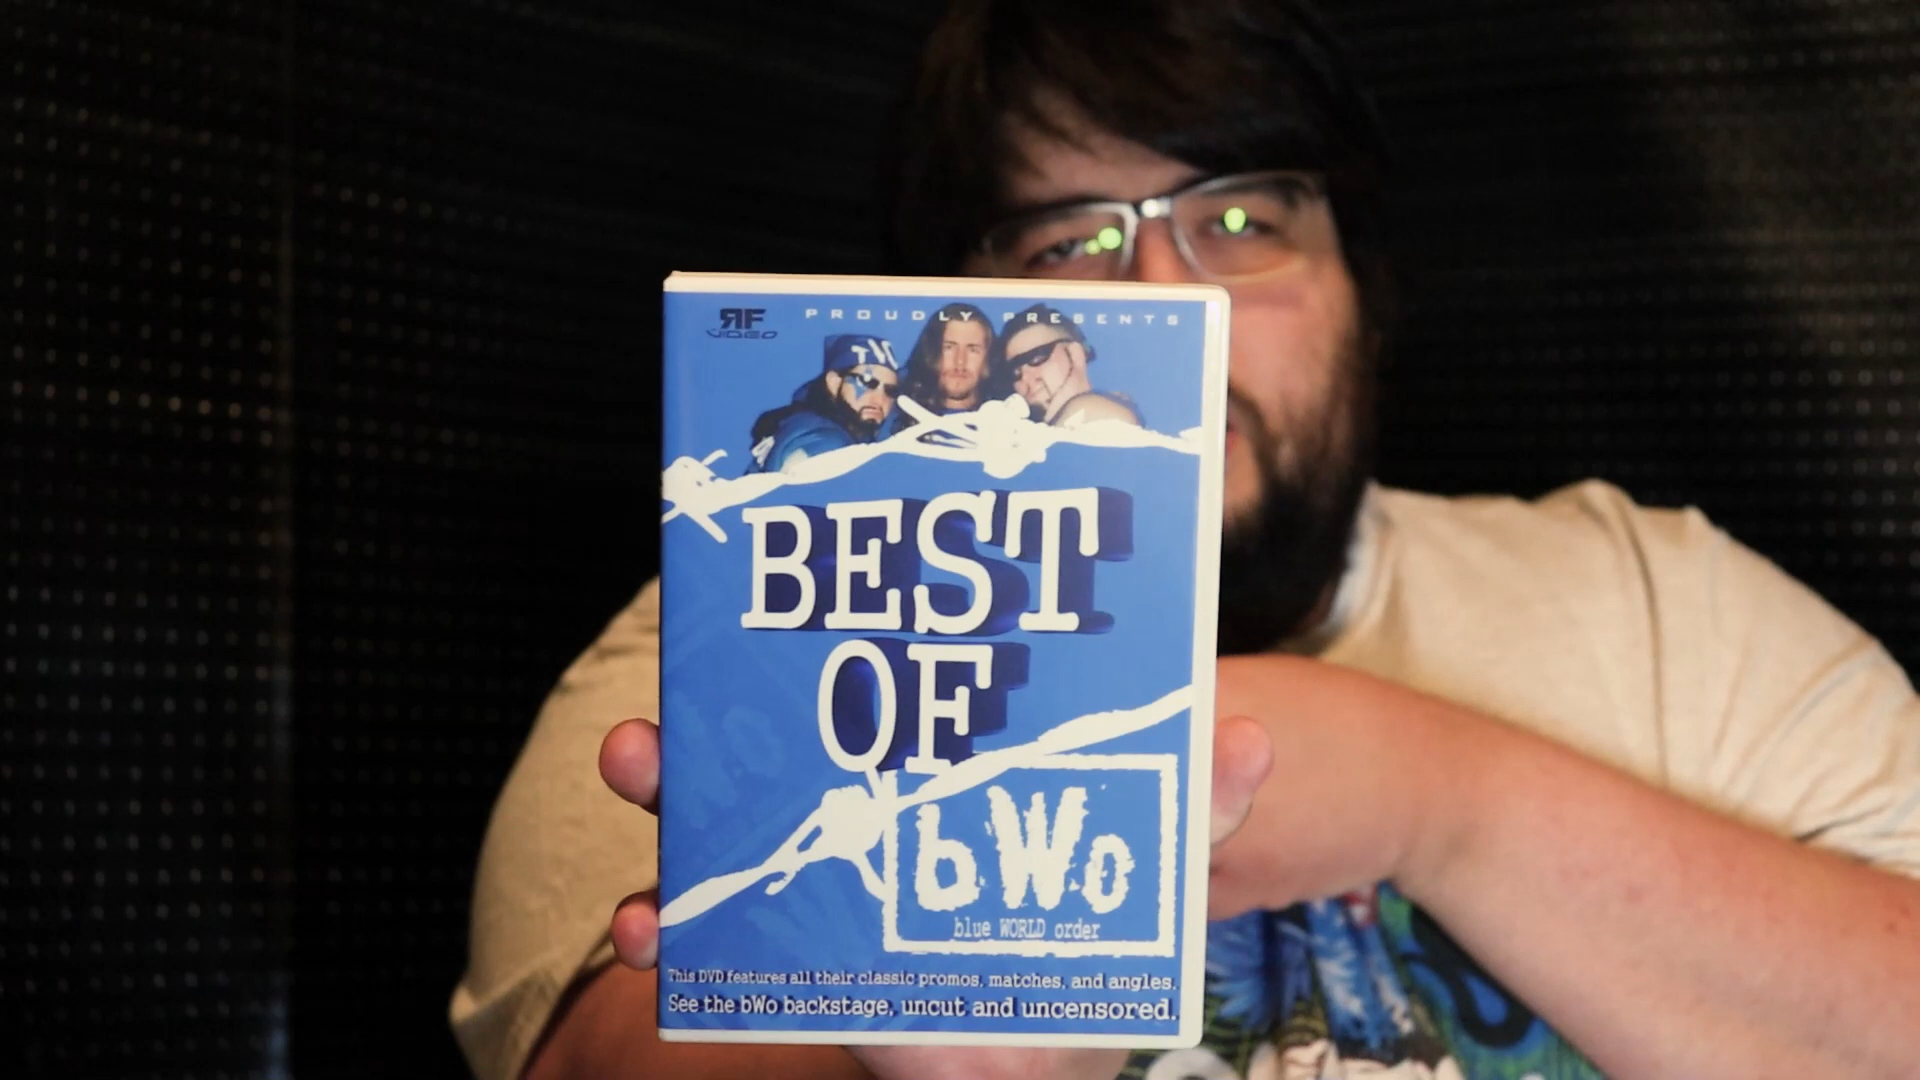 RF VIDEO
PROUDLY PRESENTS
BEST
OF
bWo
blue WORLD order
This DVD features all their classic promos, matches, and angles.
See the bWo backstage, uncut and uncensored.